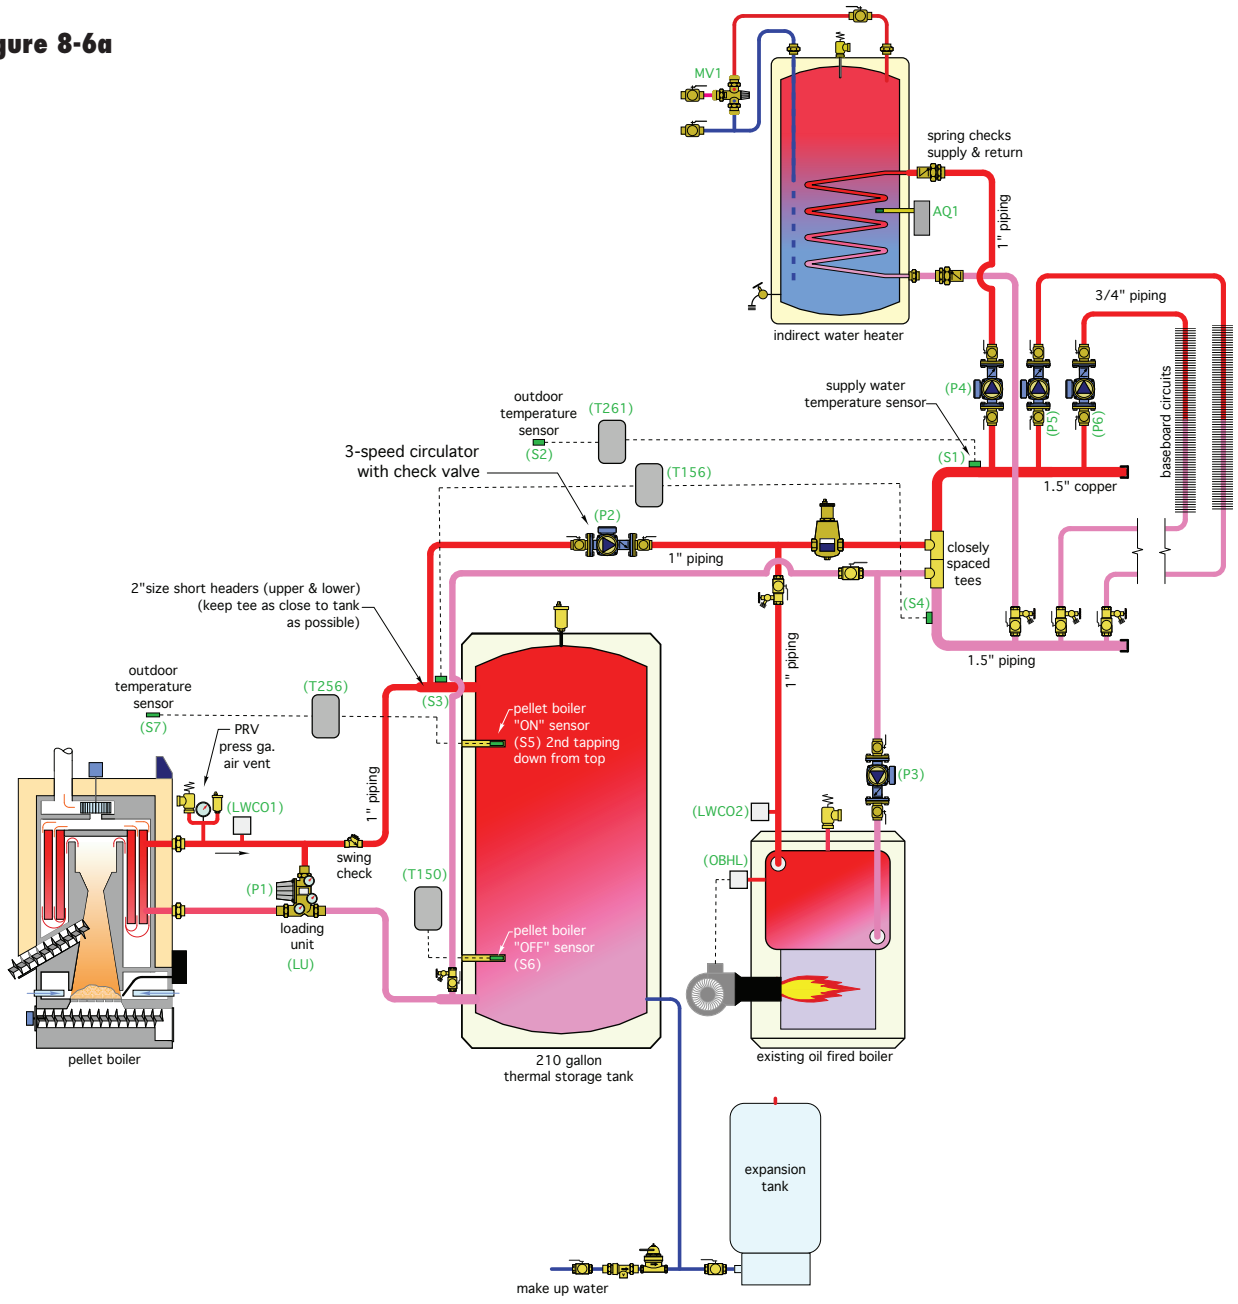 gure 8-6a
MV1
spring checks
supply & return
AQ1
1" piping
indirect water heater
3/4" piping
baseboard circuits
supply water
temperature sensor
(P4)
(P5)
(P6)
outdoor
temperature
sensor
(S2)
(T261)
(T156)
(S1)
1.5" copper
3-speed circulator
with check valve
(P2)
1" piping
closely
spaced
tees
(S4)
1.5" piping
2"size short headers (upper & lower)
(keep tee as close to tank
as possible)
(S3)
1" piping
outdoor
temperature
sensor
(S7)
(T256)
pellet boiler
"ON" sensor
(S5) 2nd tapping
down from top
PRV
press ga.
air vent
(LWCO1)
1" piping
swing
check
(P3)
(LWCO2)
(OBHL)
(T150)
(P1)
loading
unit
(LU)
pellet boiler
"OFF" sensor
(S6)
pellet boiler
210 gallon
thermal storage tank
existing oil fired boiler
expansion
tank
make up water